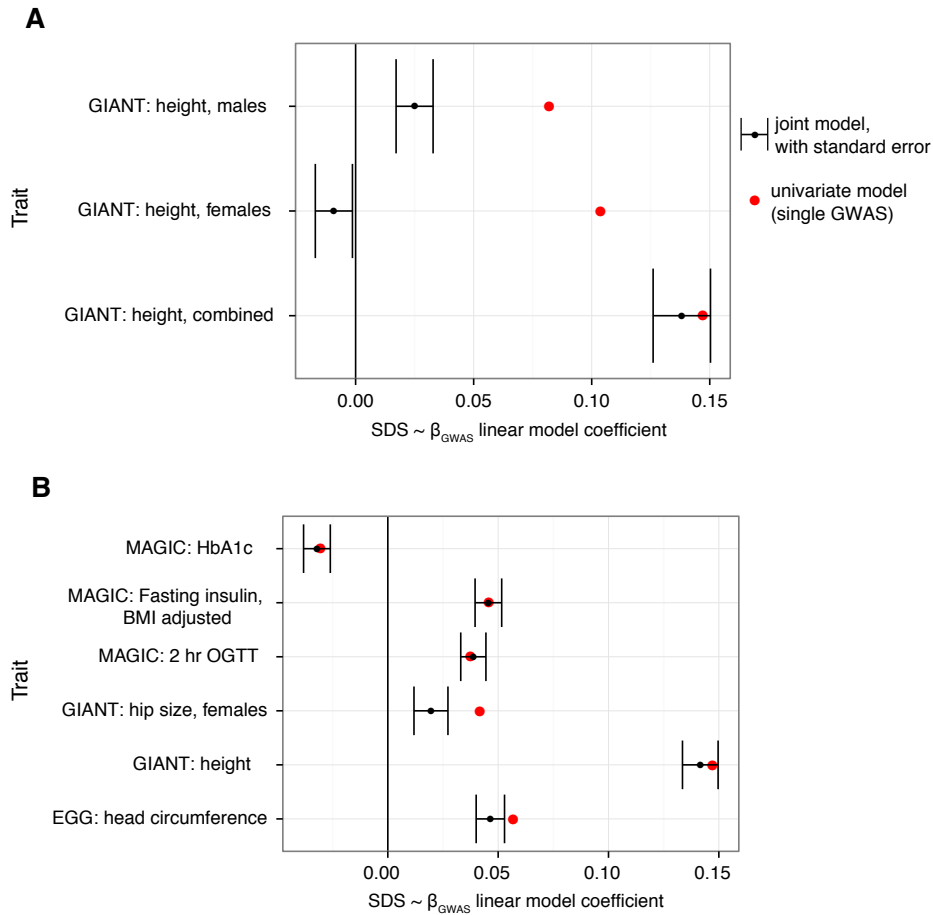 A
GIANT: height, males
GIANT: height, females
GIANT: height, combined
Trait
0.00 0.05 0.10 0.15
SDS ~ βGWAS linear model coefficient
joint model,
with standard error
univariate model
(single GWAS)
B
MAGIC: HbA1c
MAGIC: Fasting insulin,
BMI adjusted
MAGIC: 2 hr OGTT
GIANT: hip size, females
GIANT: height
EGG: head circumference
Trait
0.00 0.05 0.10 0.15
SDS ~ βGWAS linear model coefficient